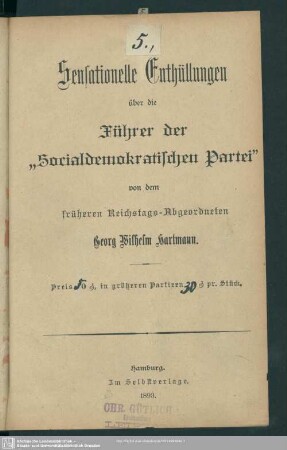 5.,
Sensationelle Enthüllungen
über die
Führer der
„Socialdemokratischen Partei"
von dem
früheren Reichstags-Abgeordneten
Georg Wilhelm Hartmann.
Preis 50 ₰, in größeren Partieen 30 ₰ pr. Stück.
Hamburg.
Im Selbstverlage.
1893.
CHR.